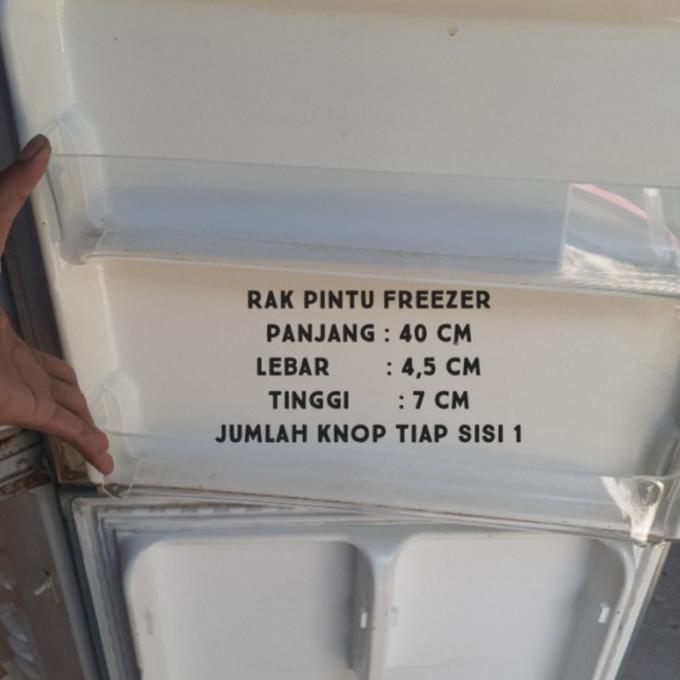 RAK PINTU FREEZER
PANJANG : 40 CM
LEBAR : 4,5 CM
TINGGI : 7 CM
JUMLAH KNOP TIAP SISI 1